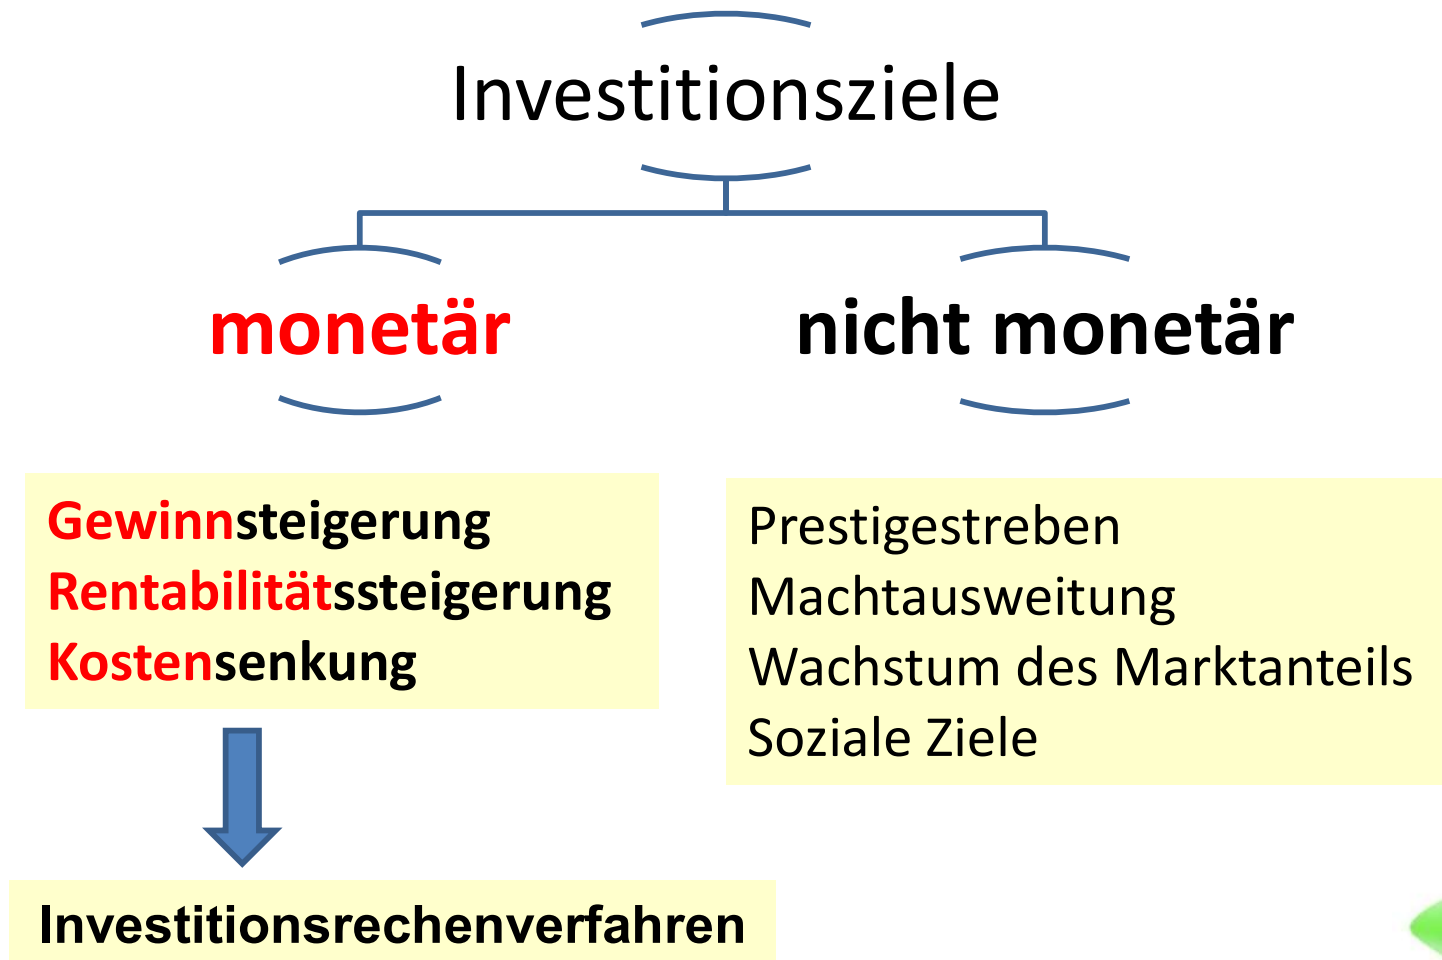 Investitionsziele
monetär
nicht monetär
Gewinnsteigerung
Rentabilitätssteigerung
Kostensenkung
Prestigestreben
Machtausweitung
Wachstum des Marktanteils
Soziale Ziele
Investitionsrechenverfahren